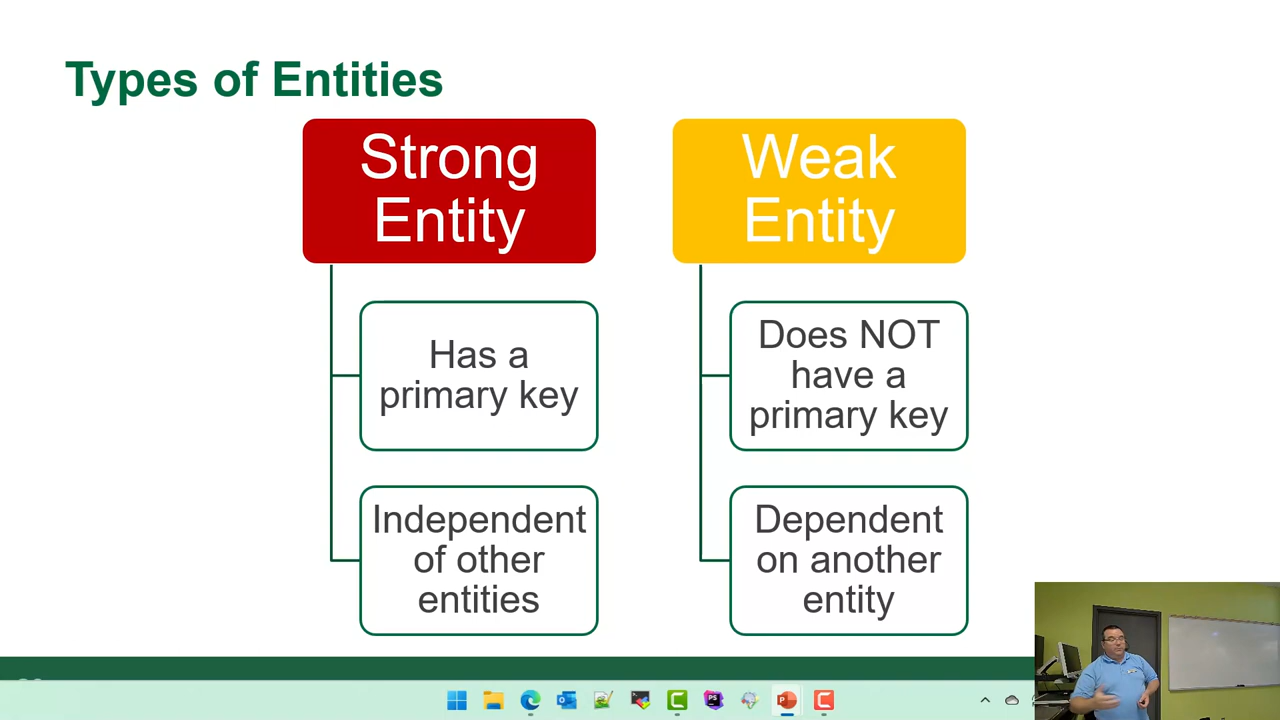 Types of Entities
Strong
Entity
Has a
primary key
Independent
of other
entities
Weak
Entity
Does NOT
have a
primary key
Dependent
on another
entity
PS